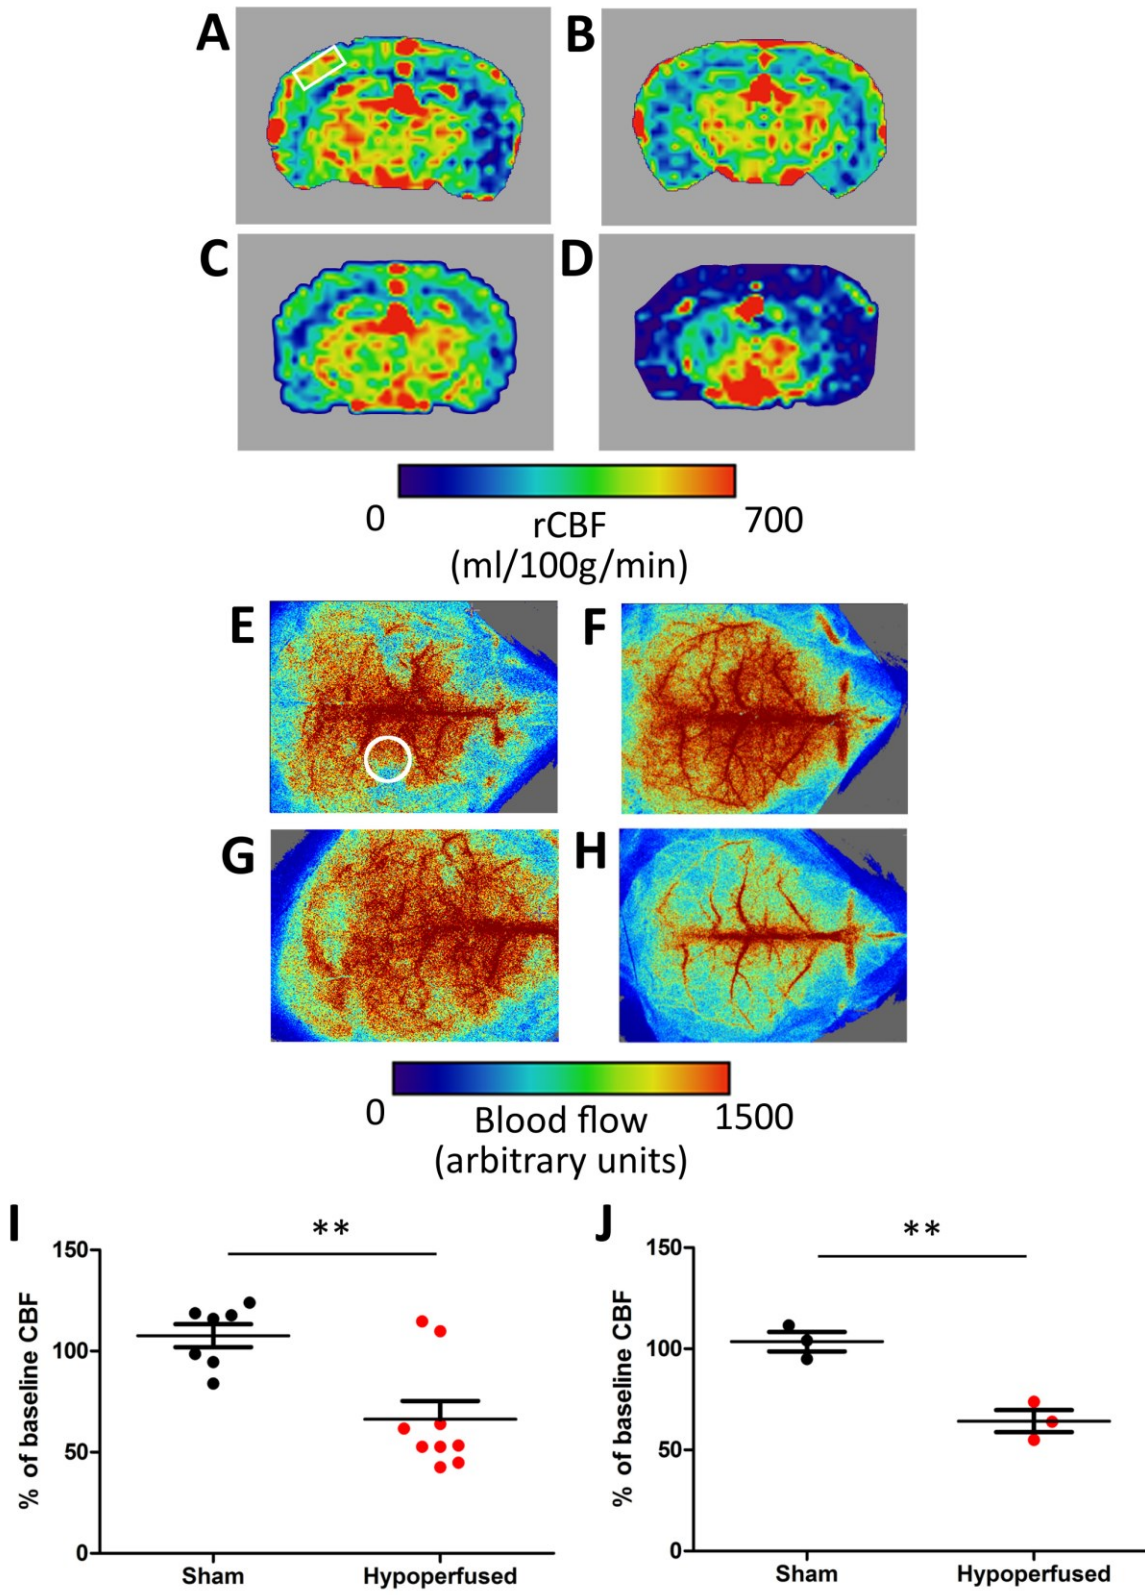 A
B
C
D
0
700
rCBF
(ml/100g/min)
E
F
G
H
0
1500
Blood flow
(arbitrary units)
I
**
150
100
50
0
% of baseline CBF
Sham
Hypoperfused
J
**
150
100
50
0
% of baseline CBF
Sham
Hypoperfused